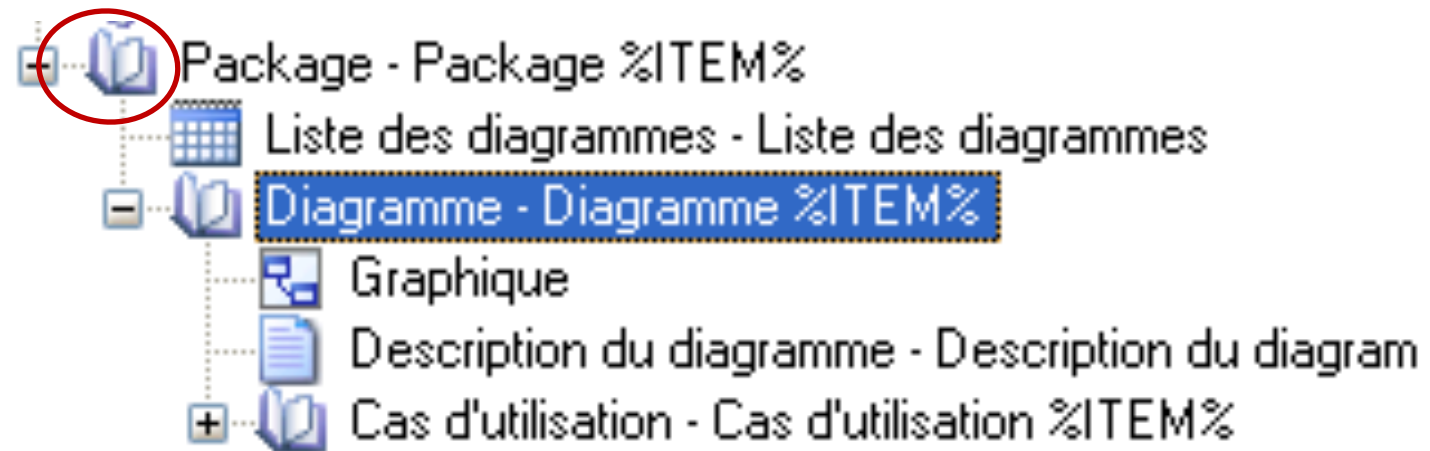 Package - Package %ITEM%
Liste des diagrammes - Liste des diagrammes
Diagramme - Diagramme %ITEM%
Graphique
Description du diagramme - Description du diagram
Cas d'utilisation - Cas d'utilisation %ITEM%